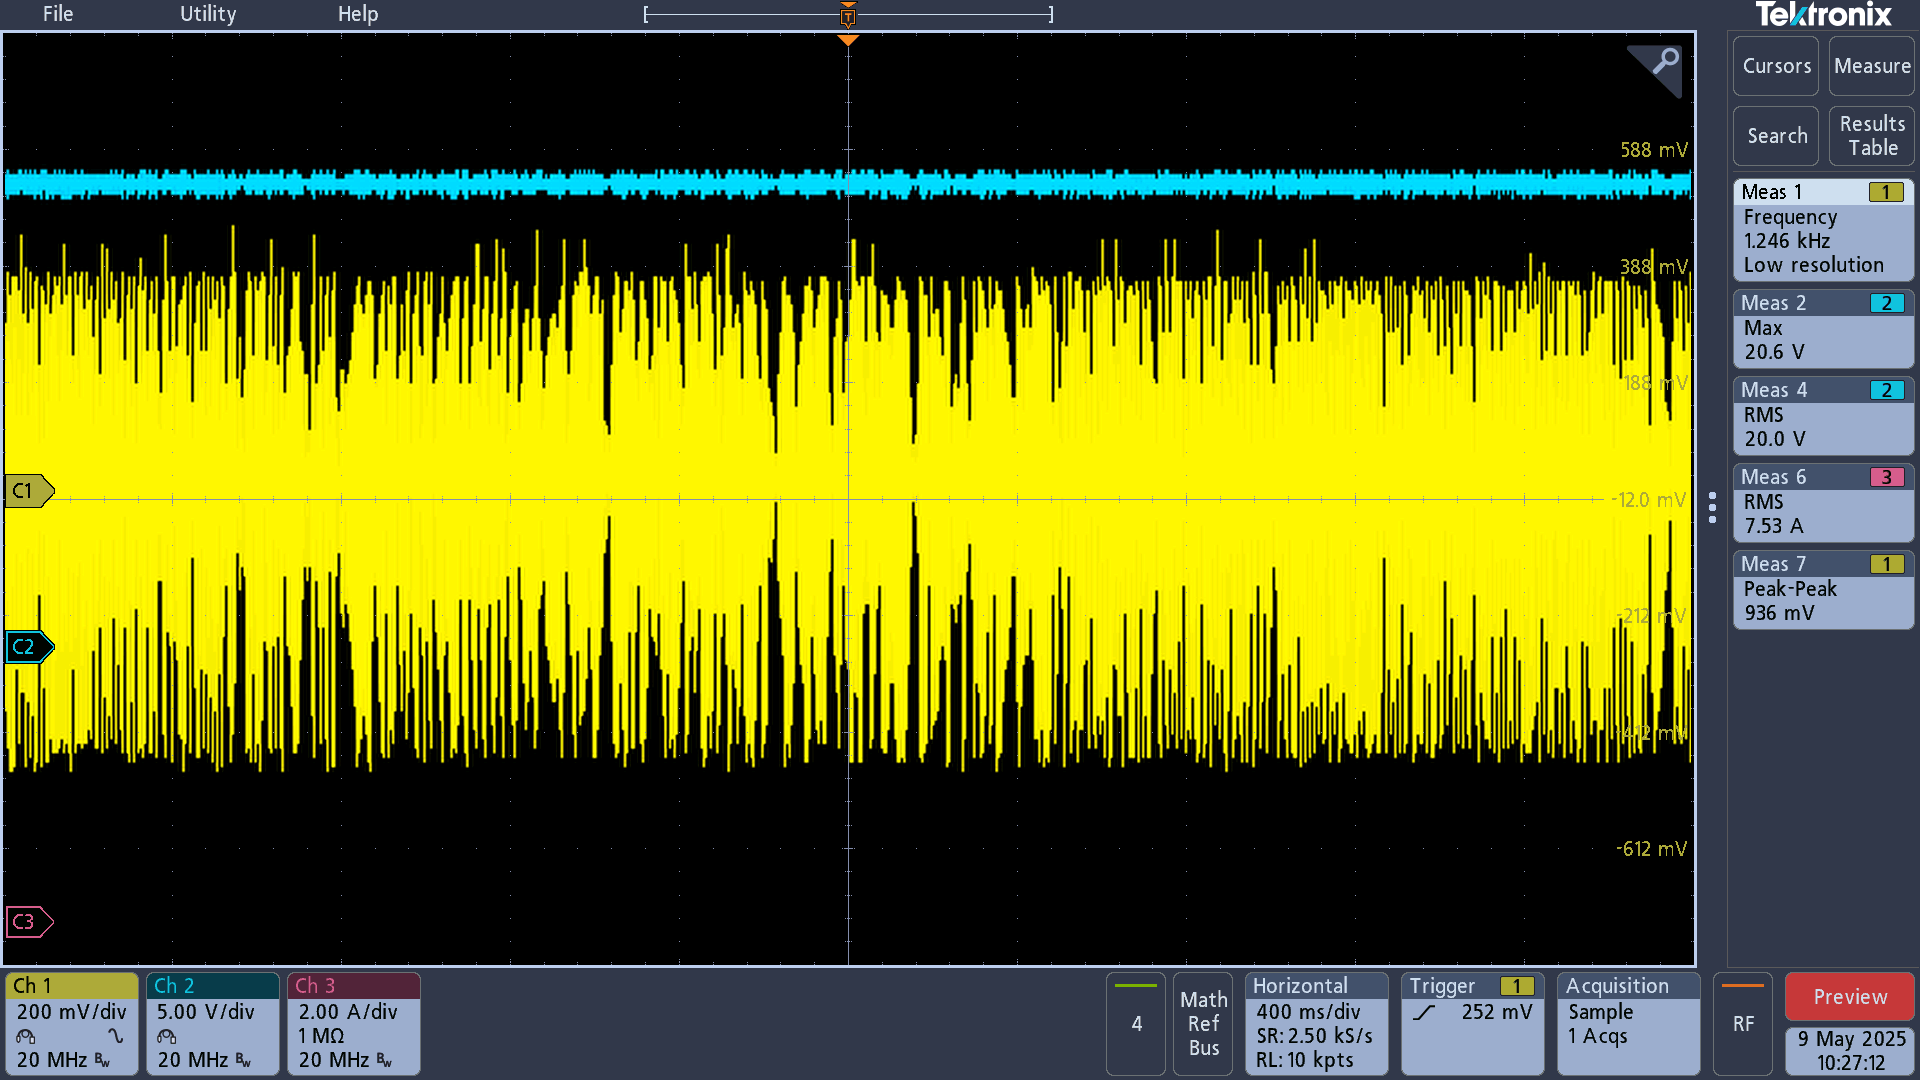 File Utility Help
T
Tektronix
Cursors Measure
Search Results Table
588 mV
388 mV
188 mV
-12.0 mV
-212 mV
-412 mV
-612 mV
C1
C2
C3
Meas 1 1
Frequency
1.246 kHz
Low resolution
Meas 2 2
Max
20.6 V
Meas 4 2
RMS
20.0 V
Meas 6 3
RMS
7.53 A
Meas 7 1
Peak-Peak
936 mV
Ch 1
200 mV/div
20 MHz Bw
Ch 2
5.00 V/div
20 MHz Bw
Ch 3
2.00 A/div
1 MΩ
20 MHz Bw
4
Math
Ref
Bus
Horizontal
400 ms/div
SR: 2.50 kS/s
RL: 10 kpts
Trigger 1
252 mV
Acquisition
Sample
1 Acqs
RF
Preview
9 May 2025
10:27:12